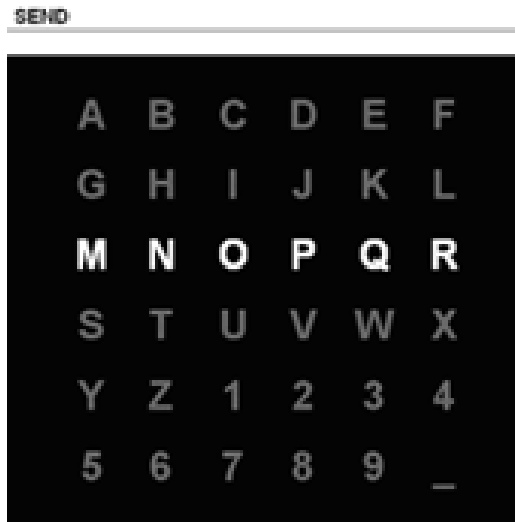 SEND
A B C D E F
G H I J K L
M N O P Q R
S T U V W X
Y Z 1 2 3 4
5 6 7 8 9 _